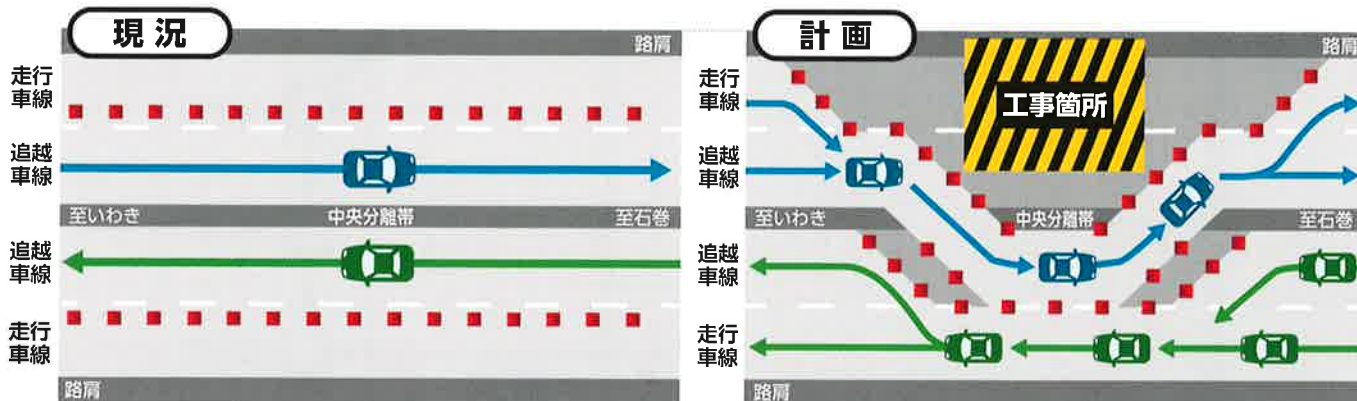 現況
路肩
走行
車線
追越
車線
至いわき 中央分離帯 至石巻
追越
車線
走行
車線
路肩
計画
路肩
走行
車線
工事箇所
追越
車線
至いわき 中央分離帯 至石巻
追越
車線
走行
車線
路肩